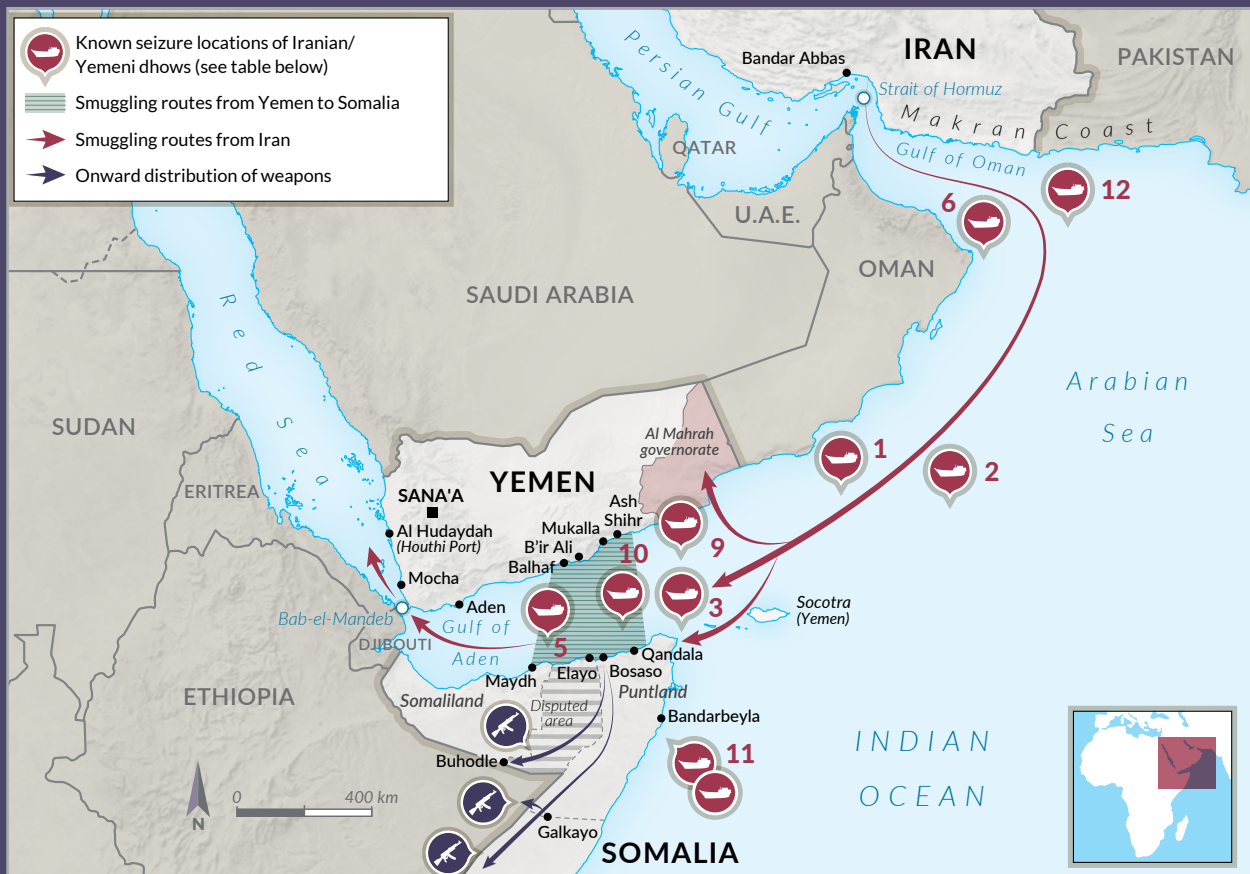 Known seizure locations of Iranian/
Yemeni dhows (see table below)
Smuggling routes from Yemen to Somalia
Smuggling routes from Iran
Onward distribution of weapons
IRAN
PAKISTAN
Bandar Abbas
Strait of Hormuz
Persian Gulf
Makran Coast
QATAR
Gulf of Oman
12
6
U.A.E.
OMAN
SAUDI ARABIA
Red Sea
Arabian
Sea
SUDAN
Al Mahrah
governorate
1
2
YEMEN
ERITREA
SANA'A
Ash
Shihr
Al Hudaydah
(Houthi Port)
Mukalla
B'ir Ali
Balhaf
10
9
Mocha
3
Aden
Socotra
(Yemen)
Bab-el-Mandeb
Gulf of
Aden
DJIBOUTI
5
Qandala
Elayo
Bosaso
Maydh
Puntland
ETHIOPIA
Somaliland
Disputed
area
Bandarbeyla
INDIAN
OCEAN
11
Buhodle
0
400 km
N
Galkayo
SOMALIA